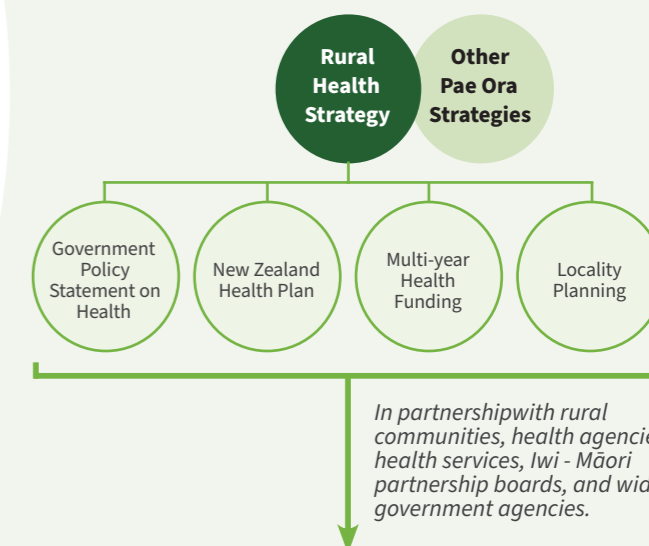 Rural
Health
Strategy
Other
Pae Ora
Strategies
Government
Policy
Statement on
Health
New Zealand
Health Plan
Multi-year
Health
Funding
Locality
Planning
In partnershipwith rural
communities, health agencie
health services, Iwi - Māori
partnership boards, and wid
government agencies.